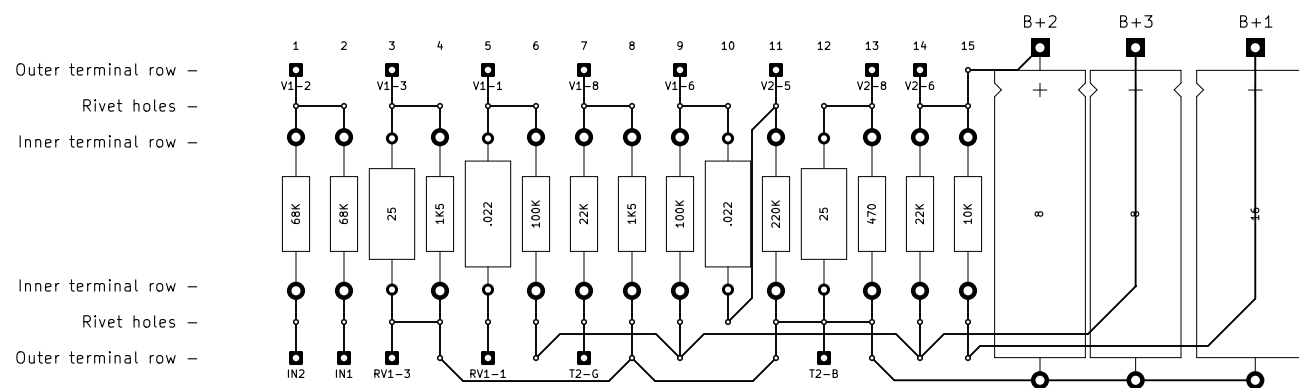 B+2 B+3 B+1
1 2 3 4 5 6 7 8 9 10 11 12 13 14 15
Outer terminal row –
V1-2 V1-3 V1-1 V1-8 V1-6 V2-5 V2-8 V2-6
Rivet holes –
Inner terminal row –
68K 68K 25 1K5 .022 100K 22K 1K5 100K .022 220K 25 470 22K 10K 8 8 16
Inner terminal row –
Rivet holes –
Outer terminal row –
IN2 IN1 RV1-3 RV1-1 T2-G T2-B